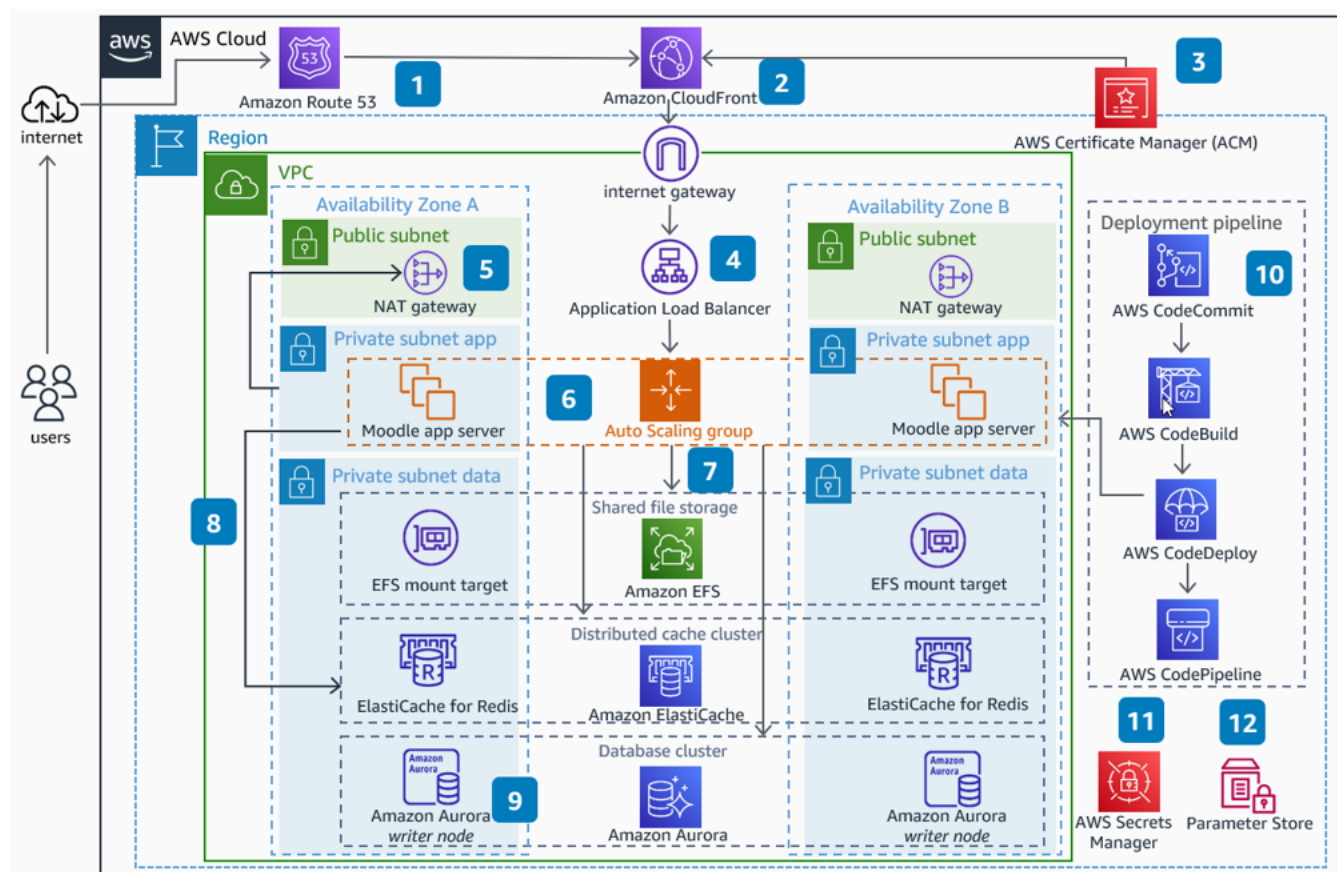 aws
AWS Cloud
53
1
Amazon Route 53
2
Amazon CloudFront
3
AWS Certificate Manager (ACM)
internet
users
Region
VPC
internet gateway
Availability Zone A
Public subnet
5
NAT gateway
4
Application Load Balancer
Availability Zone B
Public subnet
NAT gateway
Private subnet app
Moodle app server
6
Auto Scaling group
Private subnet app
Moodle app server
7
8
Private subnet data
Shared file storage
EFS mount target
Amazon EFS
Private subnet data
EFS mount target
Distributed cache cluster
R
ElastiCache for Redis
Amazon ElastiCache
R
ElastiCache for Redis
Database cluster
Amazon
Aurora
9
Amazon Aurora
writer node
Amazon Aurora
Amazon
Aurora
Amazon Aurora
writer node
Deployment pipeline
10
AWS CodeCommit
AWS CodeBuild
AWS CodeDeploy
AWS CodePipeline
11
AWS Secrets
Manager
12
Parameter Store